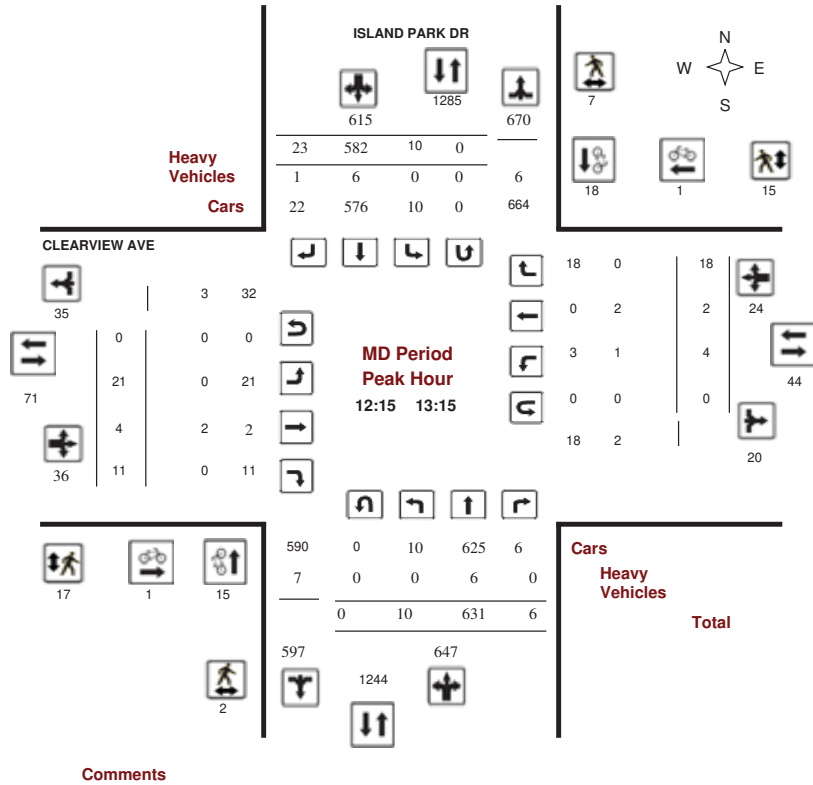 ISLAND PARK DR
N
W E
S
1285
7
615 670
23 582 10 0
Heavy
Vehicles
1 6 0 0 6
18 1 15
Cars 22 576 10 0 664
CLEARVIEW AVE
18 0 18
3 32
35
0 2 2 24
0 0 0
MD Period
3 1 4
71
21 0 21
Peak Hour
44
12:15 13:15
0 0 0
4 2 2
18 2
20
36 11 0 11
590 0 10 625 6 Cars
7 0 0 6 0 Heavy
Vehicles
17 1 15
0 10 631 6 Total
597 647
1244
2
Comments